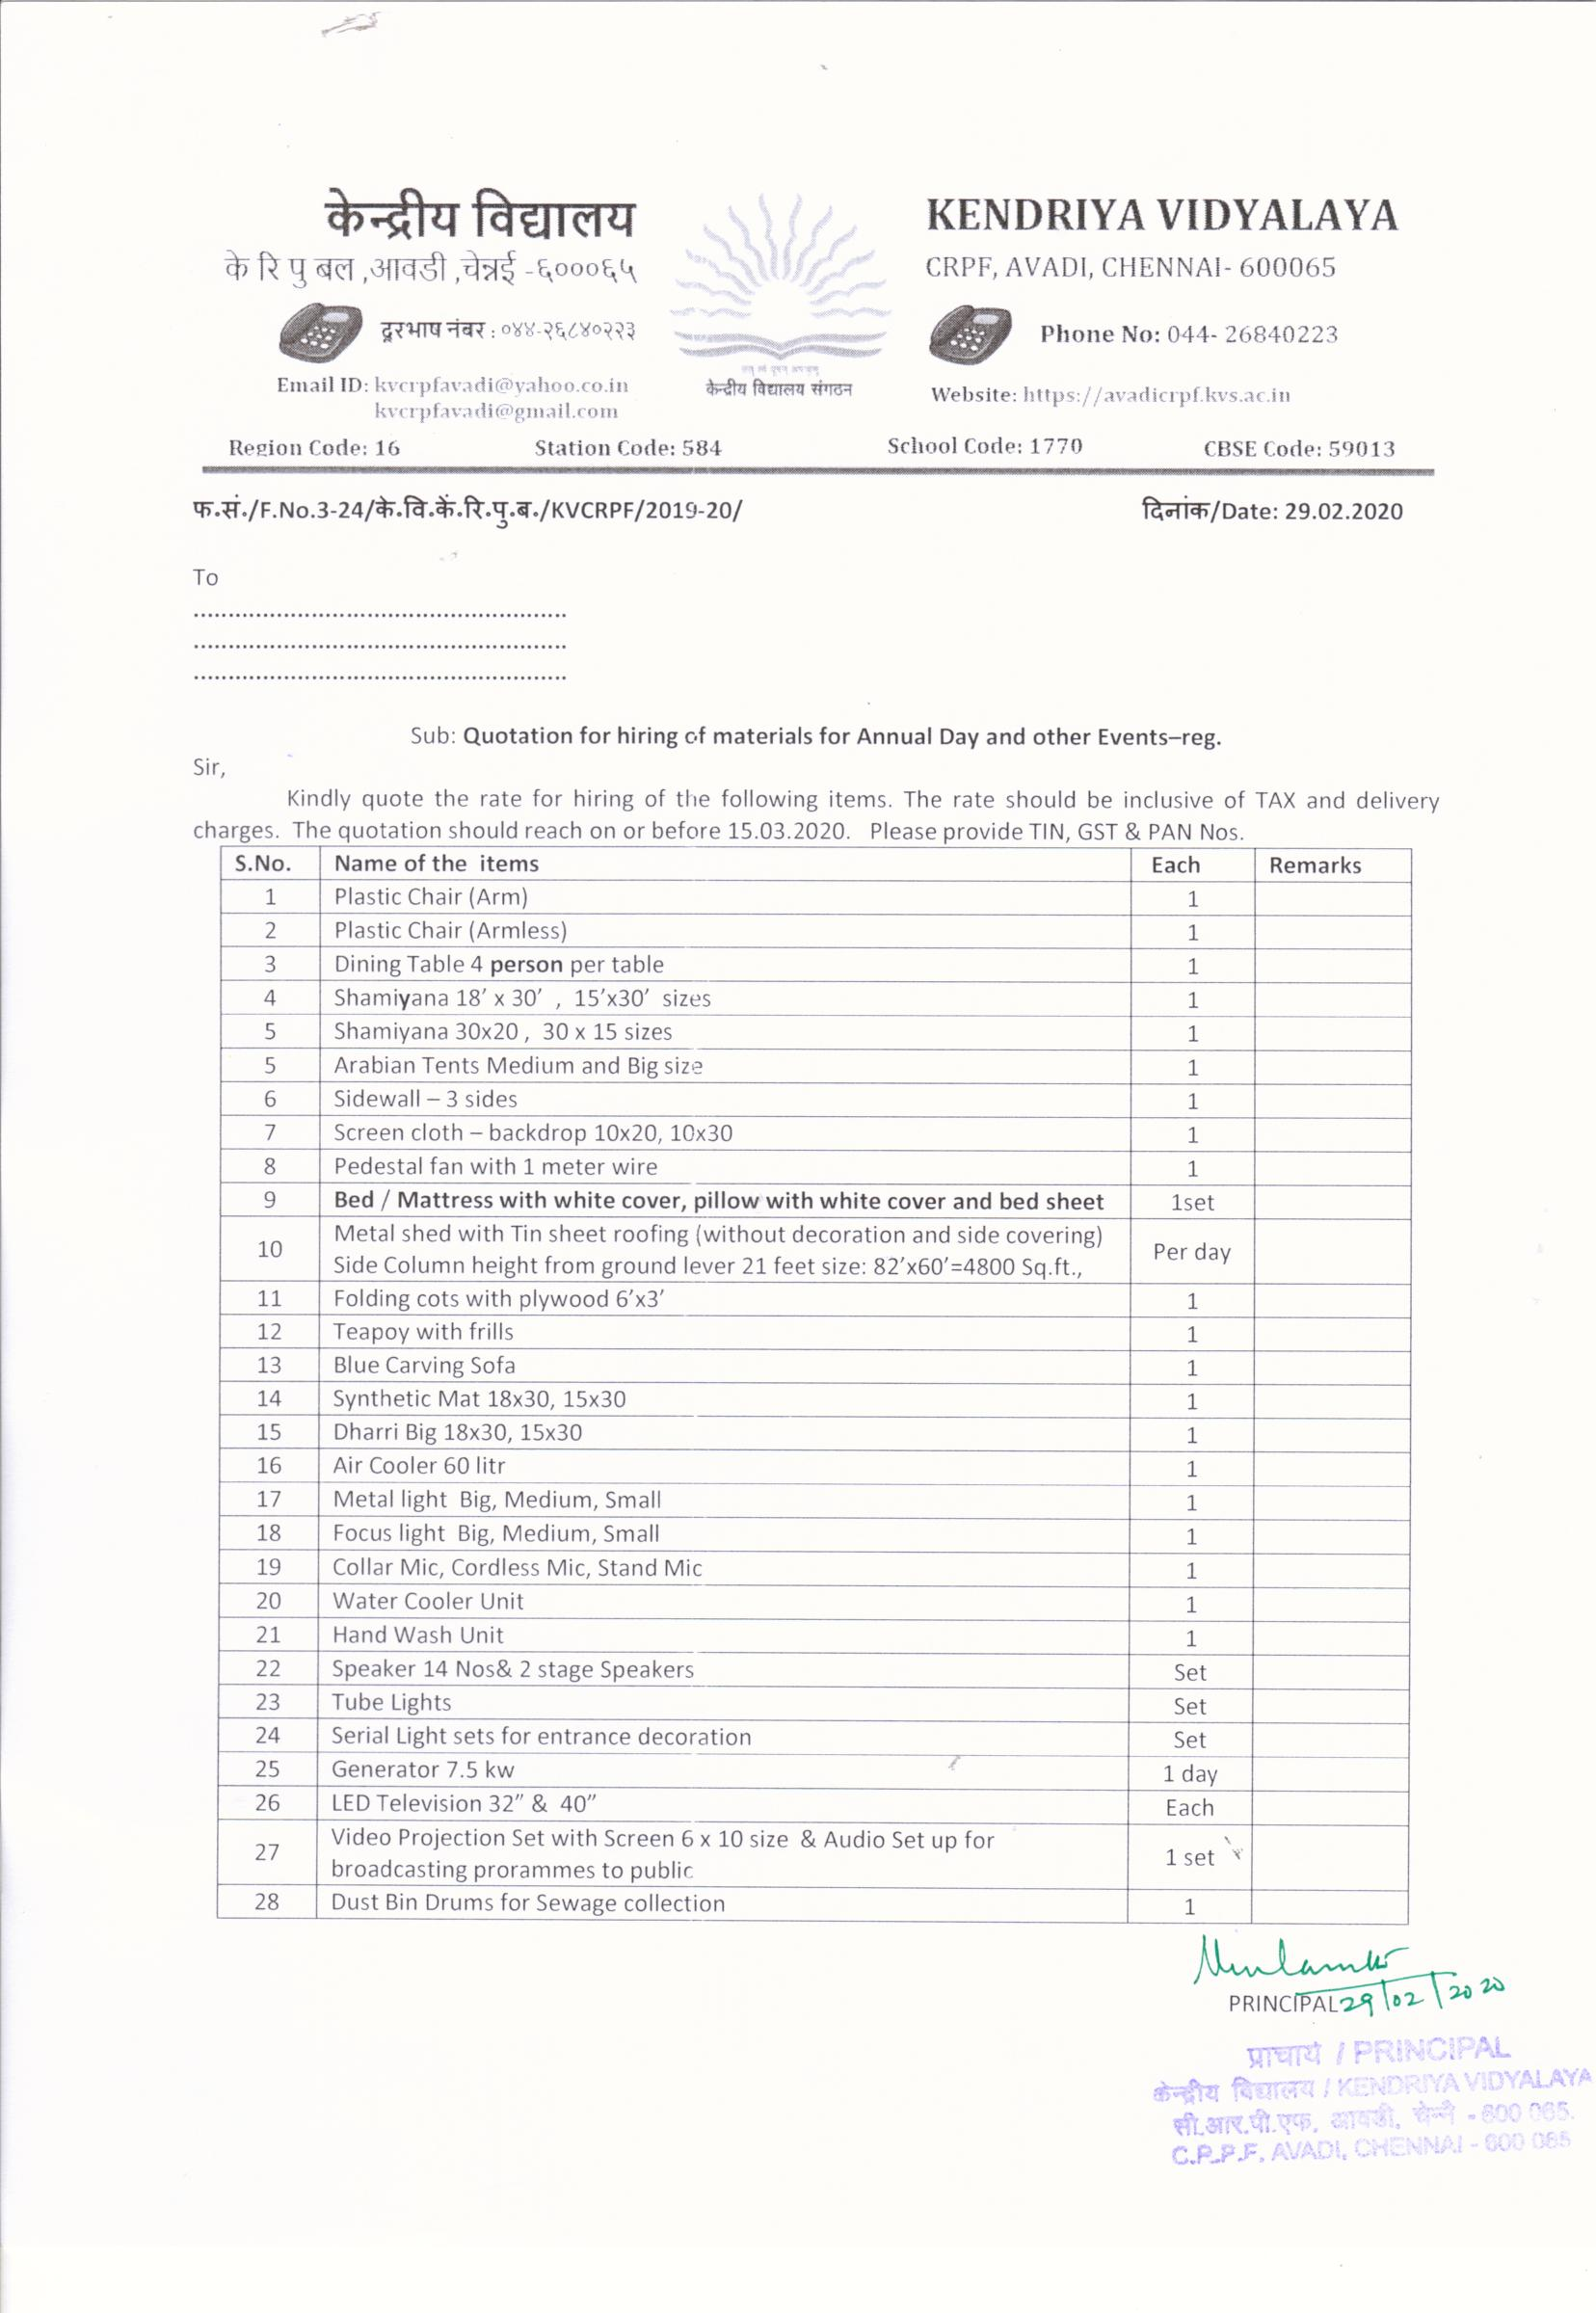 केन्द्रीय विद्यालय
के रि पु बल ,आवडी ,चेन्नई -६०००६५
दूरभाष नंबर : ०४४-२६८४०२२३
Email ID: kvcrpfavadi@yahoo.co.in
kvcrpfavadi@gmail.com
केन्द्रीय विद्यालय संगठन
KENDRIYA VIDYALAYA
CRPF, AVADI, CHENNAI- 600065
Phone No: 044- 26840223
Website: https://avadicrpf.kvs.ac.in
Region Code: 16 Station Code: 584 School Code: 1770 CBSE Code: 59013
फ.सं./F.No.3-24/के.वि.कें.रि.पु.ब./KVCRPF/2019-20/ दिनांक/Date: 29.02.2020
To
Sub: Quotation for hiring of materials for Annual Day and other Events–reg.
Sir,
Kindly quote the rate for hiring of the following items. The rate should be inclusive of TAX and delivery
charges. The quotation should reach on or before 15.03.2020. Please provide TIN, GST & PAN Nos.
S.No. Name of the items Each Remarks
1 Plastic Chair (Arm) 1
2 Plastic Chair (Armless) 1
3 Dining Table 4 person per table 1
4 Shamiyana 18’ x 30’ , 15’x30’ sizes 1
5 Shamiyana 30x20 , 30 x 15 sizes 1
5 Arabian Tents Medium and Big size 1
6 Sidewall – 3 sides 1
7 Screen cloth – backdrop 10x20, 10x30 1
8 Pedestal fan with 1 meter wire 1
9 Bed / Mattress with white cover, pillow with white cover and bed sheet 1set
10 Metal shed with Tin sheet roofing (without decoration and side covering)
Side Column height from ground lever 21 feet size: 82’x60’=4800 Sq.ft., Per day
11 Folding cots with plywood 6’x3’ 1
12 Teapoy with frills 1
13 Blue Carving Sofa 1
14 Synthetic Mat 18x30, 15x30 1
15 Dharri Big 18x30, 15x30 1
16 Air Cooler 60 litr 1
17 Metal light Big, Medium, Small 1
18 Focus light Big, Medium, Small 1
19 Collar Mic, Cordless Mic, Stand Mic 1
20 Water Cooler Unit 1
21 Hand Wash Unit 1
22 Speaker 14 Nos& 2 stage Speakers Set
23 Tube Lights Set
24 Serial Light sets for entrance decoration Set
25 Generator 7.5 kw 1 day
26 LED Television 32” & 40” Each
27 Video Projection Set with Screen 6 x 10 size & Audio Set up for
broadcasting prorammes to public 1 set
28 Dust Bin Drums for Sewage collection 1
PRINCIPAL 29/02/2020
प्राचार्य / PRINCIPAL
केन्द्रीय विद्यालय / KENDRIYA VIDYALAYA
सी.आर.पी.एफ, आवडी, चेन्नै - 600 065.
C.R.P.F, AVADI, CHENNAI - 600 065